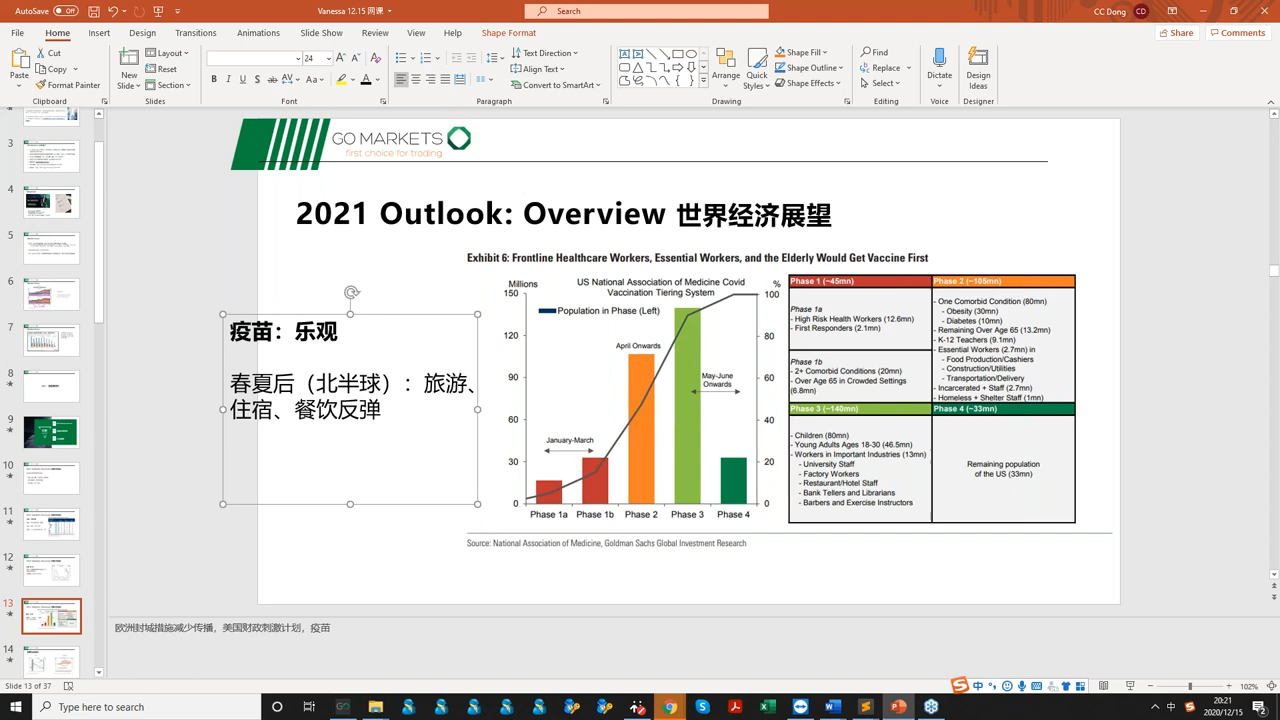 AutoSave Off
Vanessa 12.15 网课
Search
CC Dong CD
File Home Insert Design Transitions Animations Slide Show Review View Help Shape Format
Share Comments
Paste Cut Copy Format Painter
New Slide Layout Reset Section
24
Text Direction
Align Text
Convert to SmartArt
Arrange Quick Styles
Shape Fill
Shape Outline
Shape Effects
Find
Replace
Select
Dictate
Design Ideas
Clipboard Slides Font Paragraph Drawing Editing Voice Designer
3
4
6
7
8
9
10
11
12
13
14
GO MARKETS
first choice for trading
2021 Outlook: Overview 世界经济展望
Exhibit 6: Frontline Healthcare Workers, Essential Workers, and the Elderly Would Get Vaccine First
疫苗：乐观
春夏后（北半球）：旅游、
住宿、餐饮反弹
Millions
US National Association of Medicine Covid
Vaccination Tiering System
%
150
120
90
60
30
0
100
80
60
40
20
0
Population in Phase (Left)
April Onwards
May-June
Onwards
January-March
Phase 1a Phase 1b Phase 2 Phase 3 Phase 4
Phase 1 (~45mn)
Phase 1a
- High Risk Health Workers (12.6mn)
- First Responders (2.1mn)
Phase 1b
- 2+ Comorbid Conditions (20mn)
- Over Age 65 in Crowded Settings
(6.8mn)
Phase 2 (~105mn)
- One Comorbid Condition (80mn)
- Obesity (30mn)
- Diabetes (10mn)
- Remaining Over Age 65 (13.2mn)
- K-12 Teachers (9.1mn)
- Essential Workers (2.7mn) in
- Food Production/Cashiers
- Construction/Utilities
- Transportation/Delivery
- Incarcerated + Staff (2.7mn)
- Homeless + Shelter Staff (1mn)
Phase 3 (~140mn)
- Children (80mn)
- Young Adults Ages 18-30 (46.5mn)
- Workers in Important Industries (13mn)
- University Staff
- Factory Workers
- Restaurant/Hotel Staff
- Bank Tellers and Librarians
- Barbers and Exercise Instructors
Phase 4 (~33mn)
Remaining population
of the US (33mn)
Source: National Association of Medicine, Goldman Sachs Global Investment Research
欧洲封城措施减少传播，美国财政刺激计划，疫苗
Slide 13 of 37
中
102%
Type here to search
中
20:21
2020/12/15